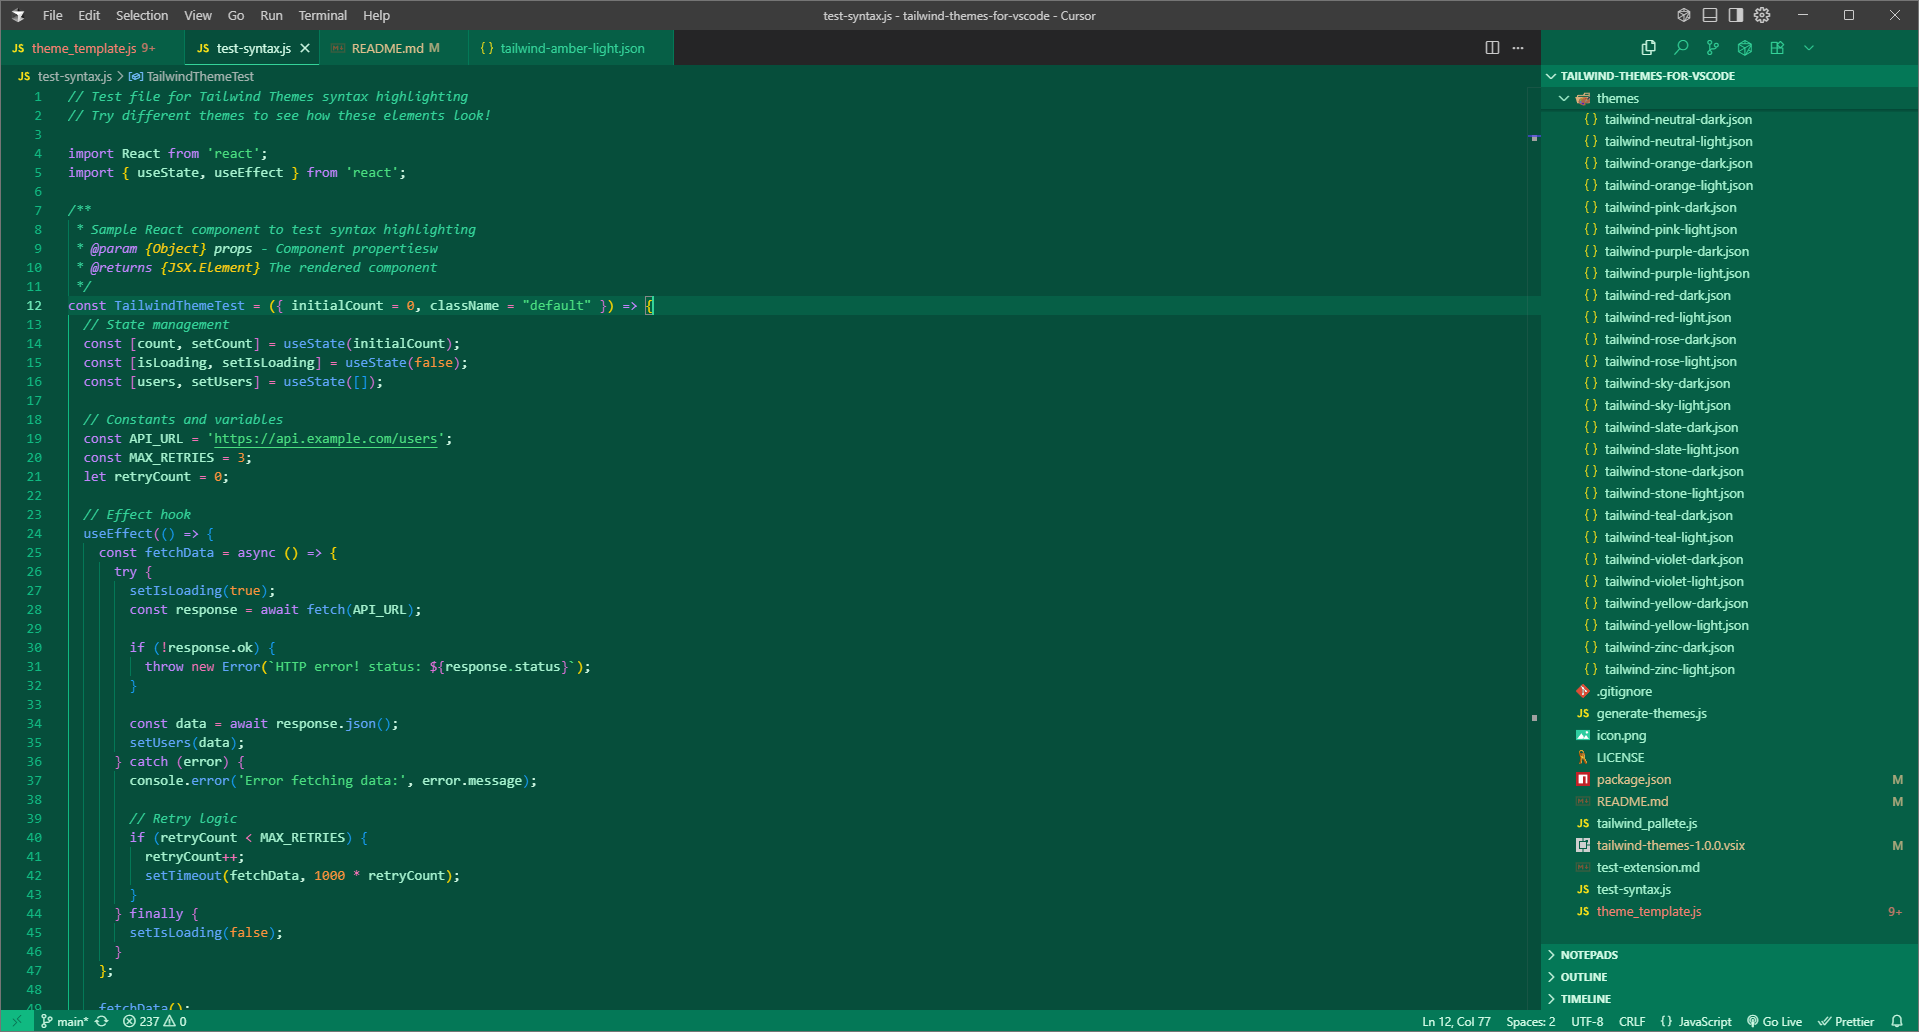 File Edit Selection View Go Run Terminal Help
test-syntax.js - tailwind-themes-for-vscode - Cursor
JS theme_template.js 9+
JS test-syntax.js
README.md M
{} tailwind-amber-light.json
JS test-syntax.js > TailwindThemeTest
1 // Test file for Tailwind Themes syntax highlighting
2 // Try different themes to see how these elements look!
3
4 import React from 'react';
5 import { useState, useEffect } from 'react';
6
7 /**
8 * Sample React component to test syntax highlighting
9 * @param {Object} props - Component propertiesw
10 * @returns {JSX.Element} The rendered component
11 */
12 const TailwindThemeTest = ({ initialCount = 0, className = "default" }) => {
13 // State management
14 const [count, setCount] = useState(initialCount);
15 const [isLoading, setIsLoading] = useState(false);
16 const [users, setUsers] = useState([]);
17
18 // Constants and variables
19 const API_URL = 'https://api.example.com/users';
20 const MAX_RETRIES = 3;
21 let retryCount = 0;
22
23 // Effect hook
24 useEffect(() => {
25 const fetchData = async () => {
26 try {
27 setIsLoading(true);
28 const response = await fetch(API_URL);
29
30 if (!response.ok) {
31 throw new Error(`HTTP error! status: ${response.status}`);
32 }
33
34 const data = await response.json();
35 setUsers(data);
36 } catch (error) {
37 console.error('Error fetching data:', error.message);
38
39 // Retry logic
40 if (retryCount < MAX_RETRIES) {
41 retryCount++;
42 setTimeout(fetchData, 1000 * retryCount);
43 }
44 } finally {
45 setIsLoading(false);
46 }
47 };
48
49 fetchData();
TAILWIND-THEMES-FOR-VSCODE
themes
{} tailwind-neutral-dark.json
{} tailwind-neutral-light.json
{} tailwind-orange-dark.json
{} tailwind-orange-light.json
{} tailwind-pink-dark.json
{} tailwind-pink-light.json
{} tailwind-purple-dark.json
{} tailwind-purple-light.json
{} tailwind-red-dark.json
{} tailwind-red-light.json
{} tailwind-rose-dark.json
{} tailwind-rose-light.json
{} tailwind-sky-dark.json
{} tailwind-sky-light.json
{} tailwind-slate-dark.json
{} tailwind-slate-light.json
{} tailwind-stone-dark.json
{} tailwind-stone-light.json
{} tailwind-teal-dark.json
{} tailwind-teal-light.json
{} tailwind-violet-dark.json
{} tailwind-violet-light.json
{} tailwind-yellow-dark.json
{} tailwind-yellow-light.json
{} tailwind-zinc-dark.json
{} tailwind-zinc-light.json
.gitignore
JS generate-themes.js
icon.png
LICENSE
package.json M
README.md M
JS tailwind_pallete.js
tailwind-themes-1.0.0.vsix M
test-extension.md
JS test-syntax.js
JS theme_template.js 9+
NOTEPADS
OUTLINE
TIMELINE
main* 237 0
Ln 12, Col 77 Spaces: 2 UTF-8 CRLF {} JavaScript Go Live Prettier